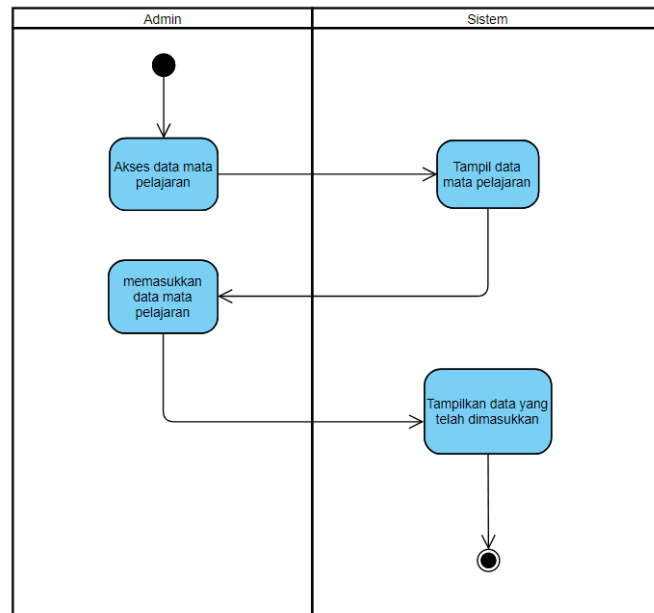 Admin
Sistem
Akses data mata
pelajaran
Tampil data
mata pelajaran
memasukkan
data mata
pelajaran
Tampilkan data yang
telah dimasukkan